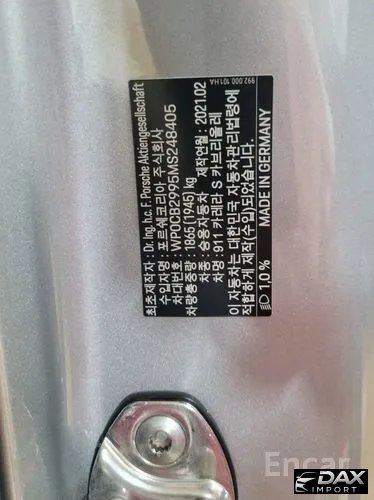 992.000.101.HA
최초제작자 : Dr. Ing. h.c. F. Porsche Aktiengesellschaft
수입자명 : 포르쉐코리아 주식회사
차대번호 : WP0CB2995MS248405
차량총중량 : 1865 (1945) kg 제작연월 : 2021.02
차종 : 승용자동차
차명 : 911 카레라 S 카브리올레
이 자동차는 대한민국 자동차관리법령에
적합하게 제작(수입)되었습니다.
1,0 % MADE IN GERMANY
Encar
DAX
IMPORT